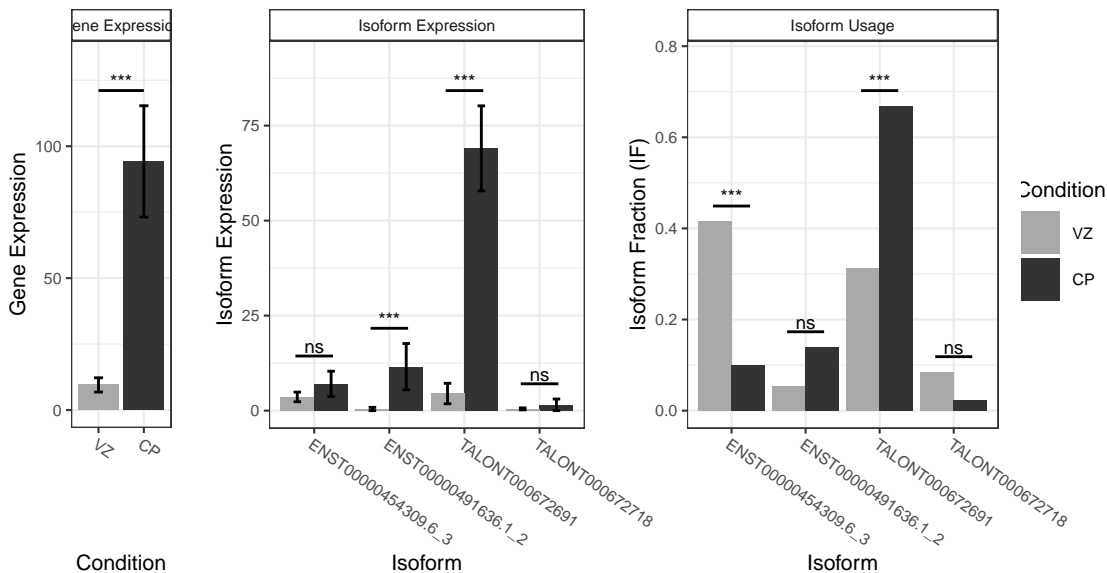 ene Expressio
Gene Expression
100
50
0
***
VZ
CP
Condition
Isoform Expression
Isoform Expression
75
50
25
0
ns
***
***
ns
ENST00000454309.6_3
ENST00000491636.1_2
TALONT000672691
TALONT000672718
Isoform
Isoform Usage
Isoform Fraction (IF)
0.8
0.6
0.4
0.2
0.0
***
ns
***
ns
ENST00000454309.6_3
ENST00000491636.1_2
TALONT000672691
TALONT000672718
Isoform
Condition
VZ
CP